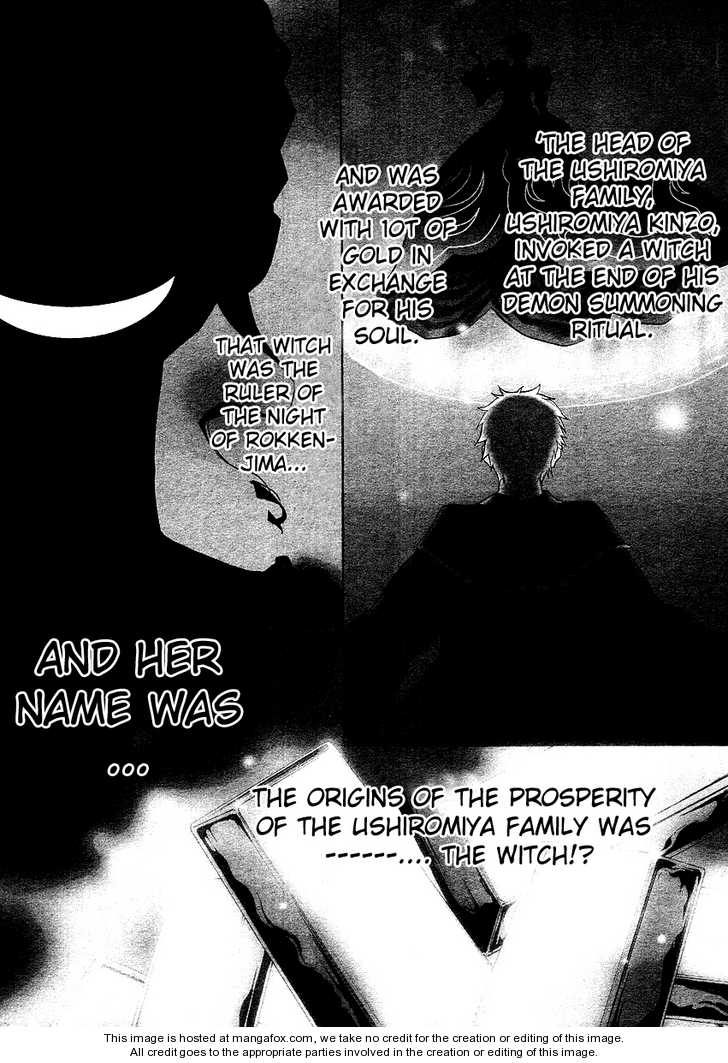 'THE HEAD OF
THE USHIROMIYA
FAMILY,
USHIROMIYA KINZO,
INVOKED A WITCH
AT THE END OF HIS
DEMON SUMMONING
RITUAL.
AND WAS
AWARDED
WITH 10T OF
GOLD IN
EXCHANGE
FOR HIS
SOUL.
THE ORIGINS OF THE PROSPERITY
OF THE USHIROMIYA FAMILY WAS
------.... THE WITCH!?
THAT WITCH
WAS THE
RULER OF
THE NIGHT
OF ROKKEN-
JIMA...
AND HER
NAME WAS
...
This image is hosted at mangafox.com, we take no credit for the creation or editing of this image.
All credit goes to the appropriate parties involved in the creation or editing of this image.